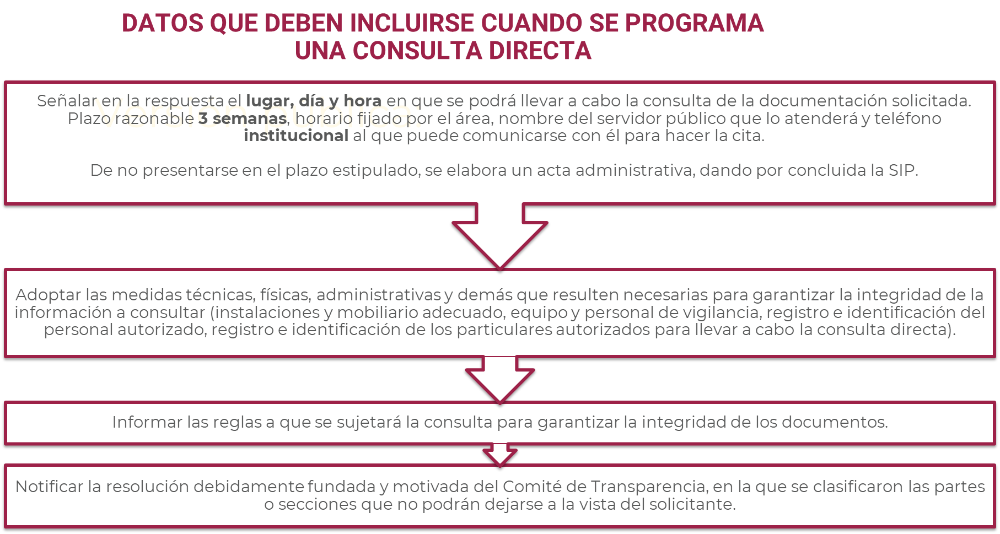 DATOS QUE DEBEN INCLUIRSE CUANDO SE PROGRAMA
UNA CONSULTA DIRECTA
Señalar en la respuesta el lugar, día y hora en que se podrá llevar a cabo la consulta de la documentación solicitada.
Plazo razonable 3 semanas, horario fijado por el área, nombre del servidor público que lo atenderá y teléfono
institucional al que puede comunicarse con él para hacer la cita.
De no presentarse en el plazo estipulado, se elabora un acta administrativa, dando por concluida la SIP.
Adoptar las medidas técnicas, físicas, administrativas y demás que resulten necesarias para garantizar la integridad de la
información a consultar (instalaciones y mobiliario adecuado, equipo y personal de vigilancia, registro e identificación del
personal autorizado, registro e identificación de los particulares autorizados para llevar a cabo la consulta directa).
Informar las reglas a que se sujetará la consulta para garantizar la integridad de los documentos.
Notificar la resolución debidamente fundada y motivada del Comité de Transparencia, en la que se clasificaron las partes
o secciones que no podrán dejarse a la vista del solicitante.